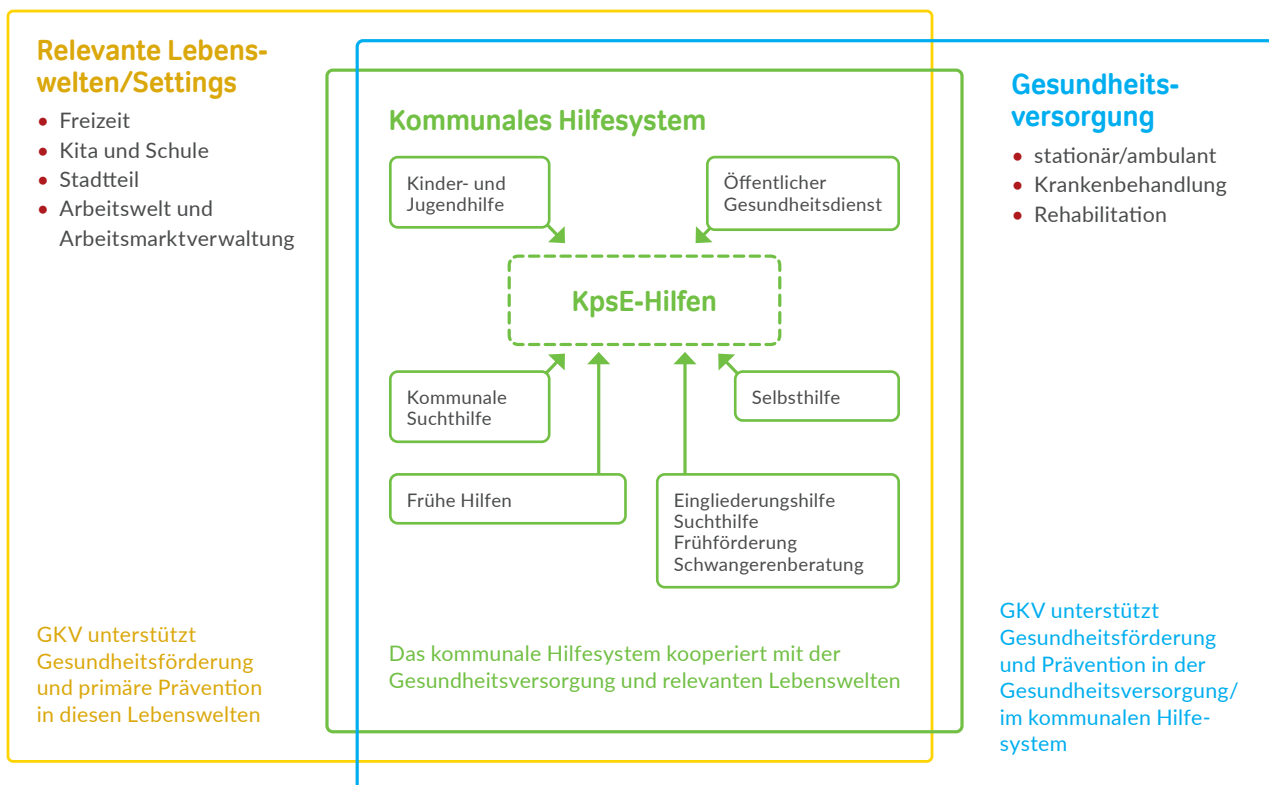 Relevante Lebens-
welten/Settings
• Freizeit
• Kita und Schule
• Stadtteil
• Arbeitswelt und
Arbeitsmarktverwaltung
GKV unterstützt
Gesundheitsförderung
und primäre Prävention
in diesen Lebenswelten
Kommunales Hilfesystem
Kinder- und
Jugendhilfe
Öffentlicher
Gesundheitsdienst
KpsE-Hilfen
Kommunale
Suchthilfe
Selbsthilfe
Frühe Hilfen
Eingliederungshilfe
Suchthilfe
Frühförderung
Schwangerenberatung
Das kommunale Hilfesystem kooperiert mit der
Gesundheitsversorgung und relevanten Lebenswelten
Gesundheits-
versorgung
• stationär/ambulant
• Krankenbehandlung
• Rehabilitation
GKV unterstützt
Gesundheitsförderung
und Prävention in der
Gesundheitsversorgung/
im kommunalen Hilfe-
system